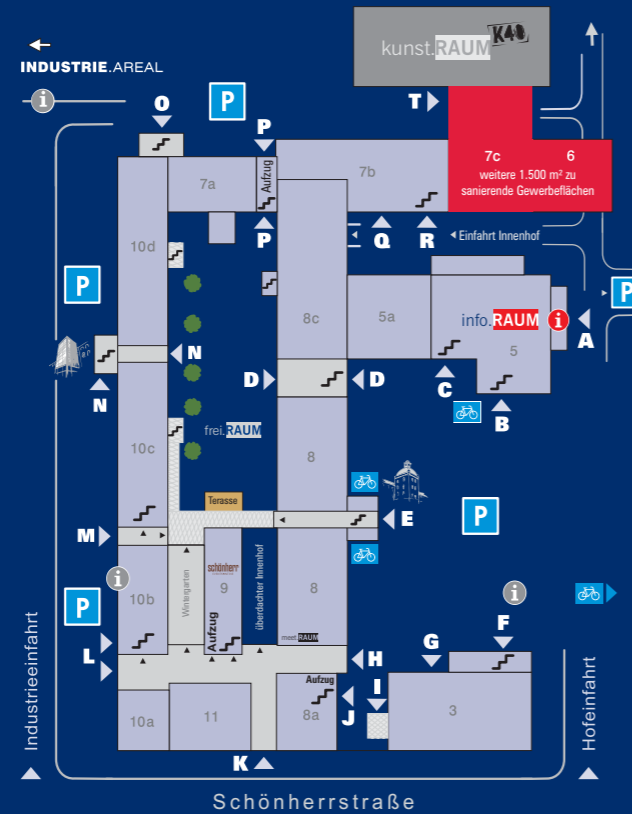 kunst.RAUM K40
INDUSTRIE.AREAL
i
P
O
P
T
7a
Aufzug
7b
7c
6
weitere 1.500 m² zu
sanierende Gewerbeflächen
P
Q
R
Einfahrt Innenhof
10d
P
8c
5a
info.RAUM
i
A
P
5
N
N
D
D
C
B
frei.RAUM
10c
8
Terasse
E
P
M
i
10b
Wintergarten
schönherr
9
Aufzug
überdachter Innenhof
8
meet.RAUM
P
L
H
i
F
G
I
Aufzug
J
10a
11
8a
3
K
Industrieeinfahrt
Hofeinfahrt
Schönherrstraße